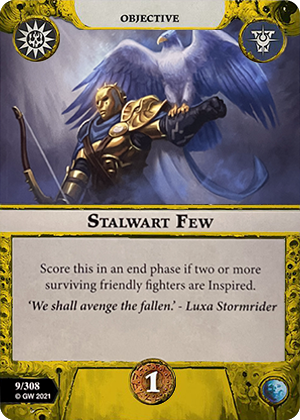 OBJECTIVE
STALWART FEW
Score this in an end phase if two or more
surviving friendly fighters are Inspired.
‘We shall avenge the fallen.’ - Luxa Stormrider
9/308
© GW 2021
1